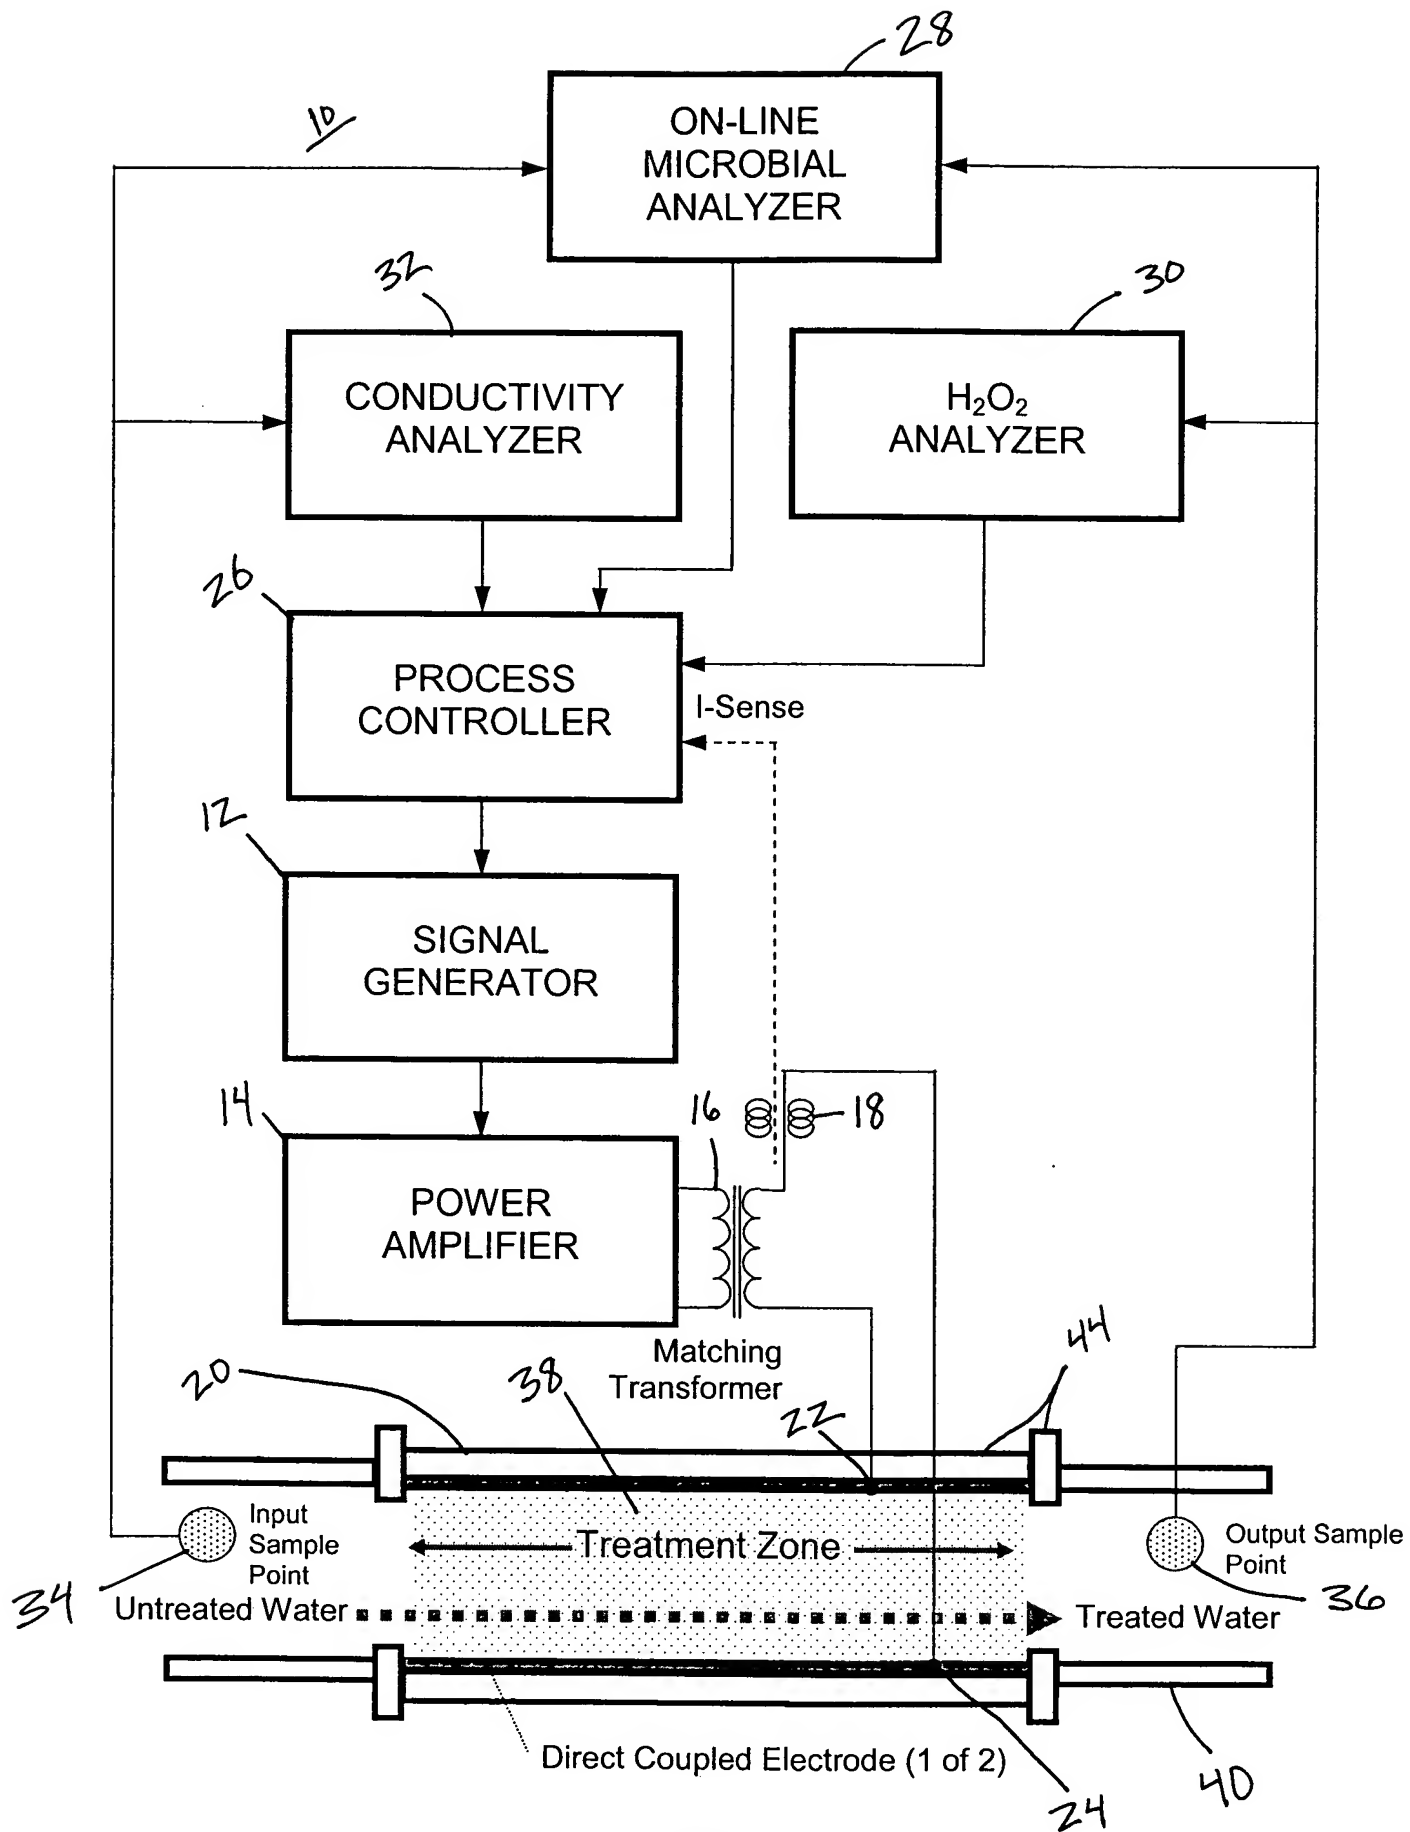 28
10
ON-LINE
MICROBIAL
ANALYZER
32
30
CONDUCTIVITY
ANALYZER
H₂O₂
ANALYZER
26
PROCESS
CONTROLLER
I-Sense
12
SIGNAL
GENERATOR
14
16
18
POWER
AMPLIFIER
Matching
Transformer
44
20
38
22
Input
Sample
Point
Treatment Zone
Output Sample
Point
34
36
Untreated Water
Treated Water
Direct Coupled Electrode (1 of 2)
24
40